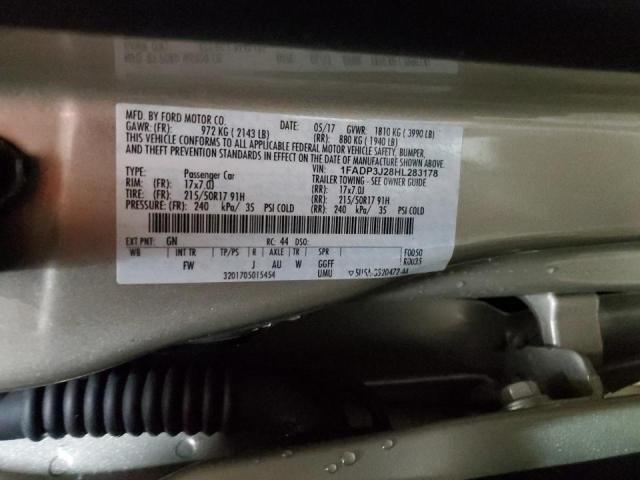 MFD. BY FORD MOTOR CO. DATE: 05/17 GVWR: 1810 KG ( 3990 LB)
GAWR: (FR): 972 KG ( 2143 LB) (RR): 880 KG ( 1940 LB)
THIS VEHICLE CONFORMS TO ALL APPLICABLE FEDERAL MOTOR VEHICLE SAFETY, BUMPER,
AND THEFT PREVENTION STANDARDS IN EFFECT ON THE DATE OF MANUFACTURE SHOWN ABOVE.
VIN: 1FADP3J28HL283178
TYPE: Passenger Car TRAILER TOWING - SEE OWNER GUIDE.
RIM: (FR): 17x7.0J (RR): 17x7.0J
TIRE: (FR): 215/50R17 91H (RR): 215/50R17 91H
PRESSURE: (FR): 240 kPa/ 35 PSI COLD (RR): 240 kPa/ 35 PSI COLD
EXT PNT: GN RC: 44 DSO: F0050
WB INT TR TP/PS R AXLE TR SPR R0035
FW J AU W GGFF
3201705015454 UMU